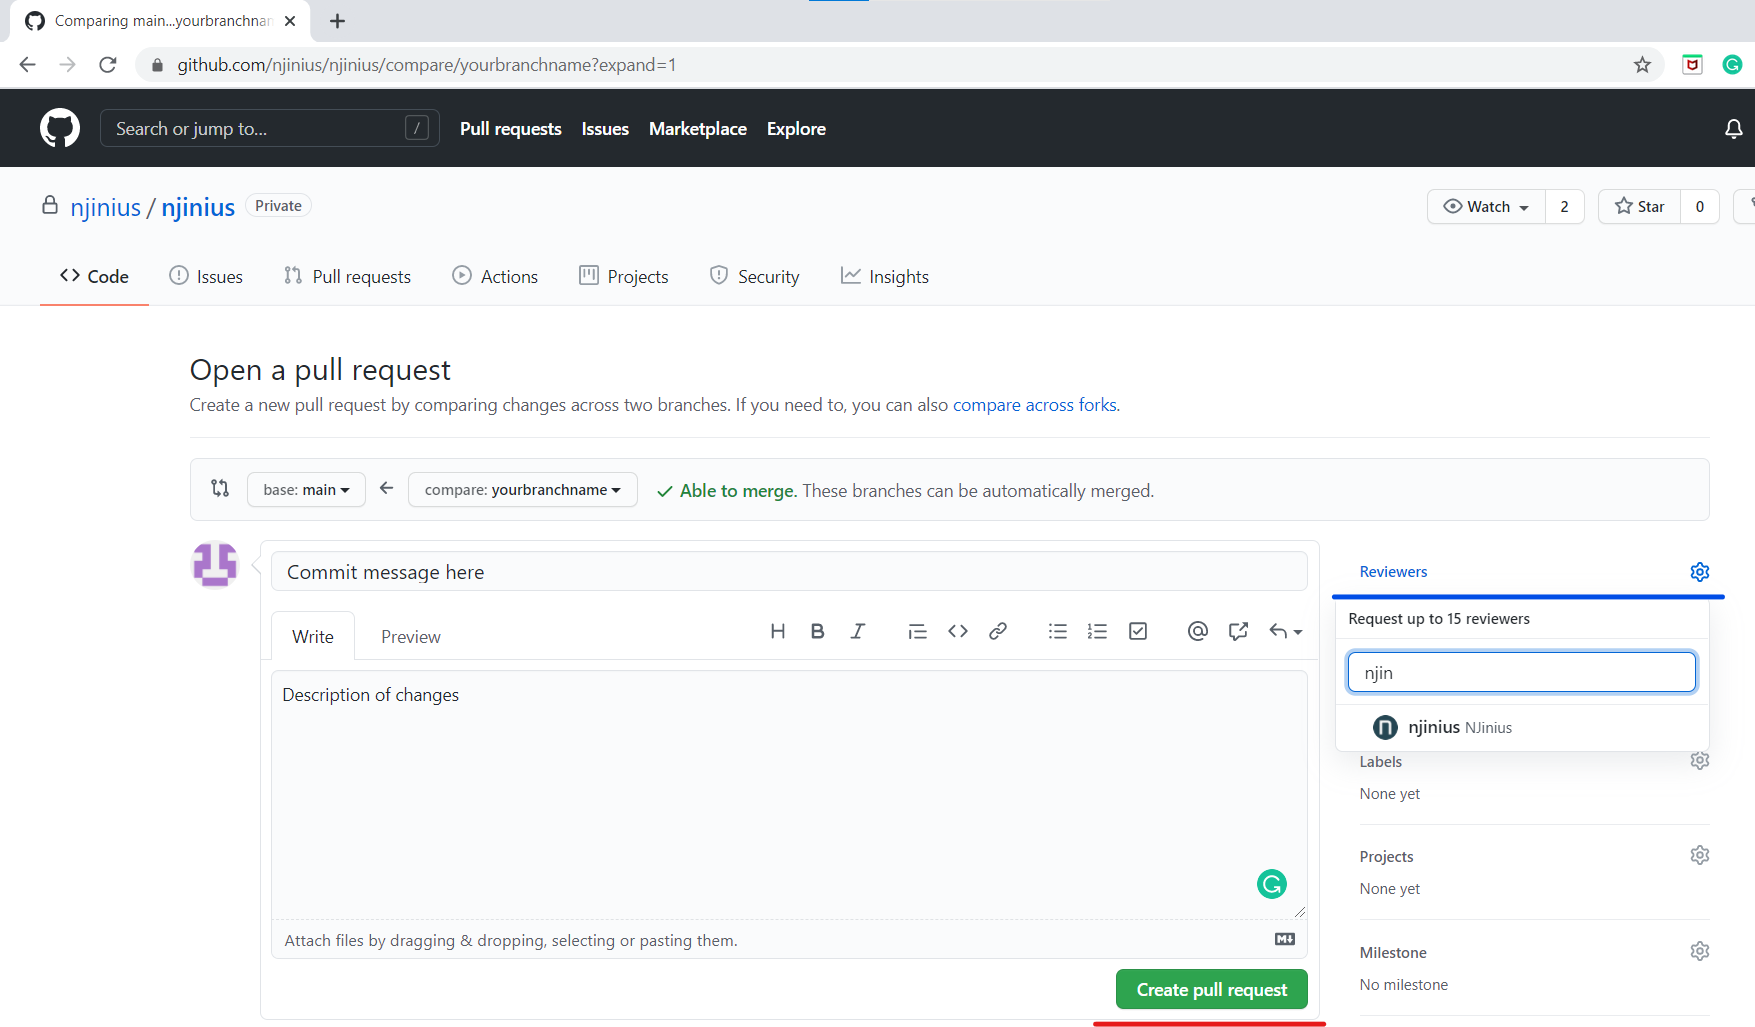 Comparing main...yourbranchnam
github.com/njinius/njinius/compare/yourbranchname?expand=1
Search or jump to... / Pull requests Issues Marketplace Explore
njinius / njinius Private Watch 2 Star 0
Code Issues Pull requests Actions Projects Security Insights
Open a pull request
Create a new pull request by comparing changes across two branches. If you need to, you can also compare across forks.
base: main compare: yourbranchname Able to merge. These branches can be automatically merged.
Commit message here
Write Preview
Description of changes
Attach files by dragging & dropping, selecting or pasting them.
Create pull request
Reviewers
Request up to 15 reviewers
njin
njinius NJinius
Labels
None yet
Projects
None yet
Milestone
No milestone